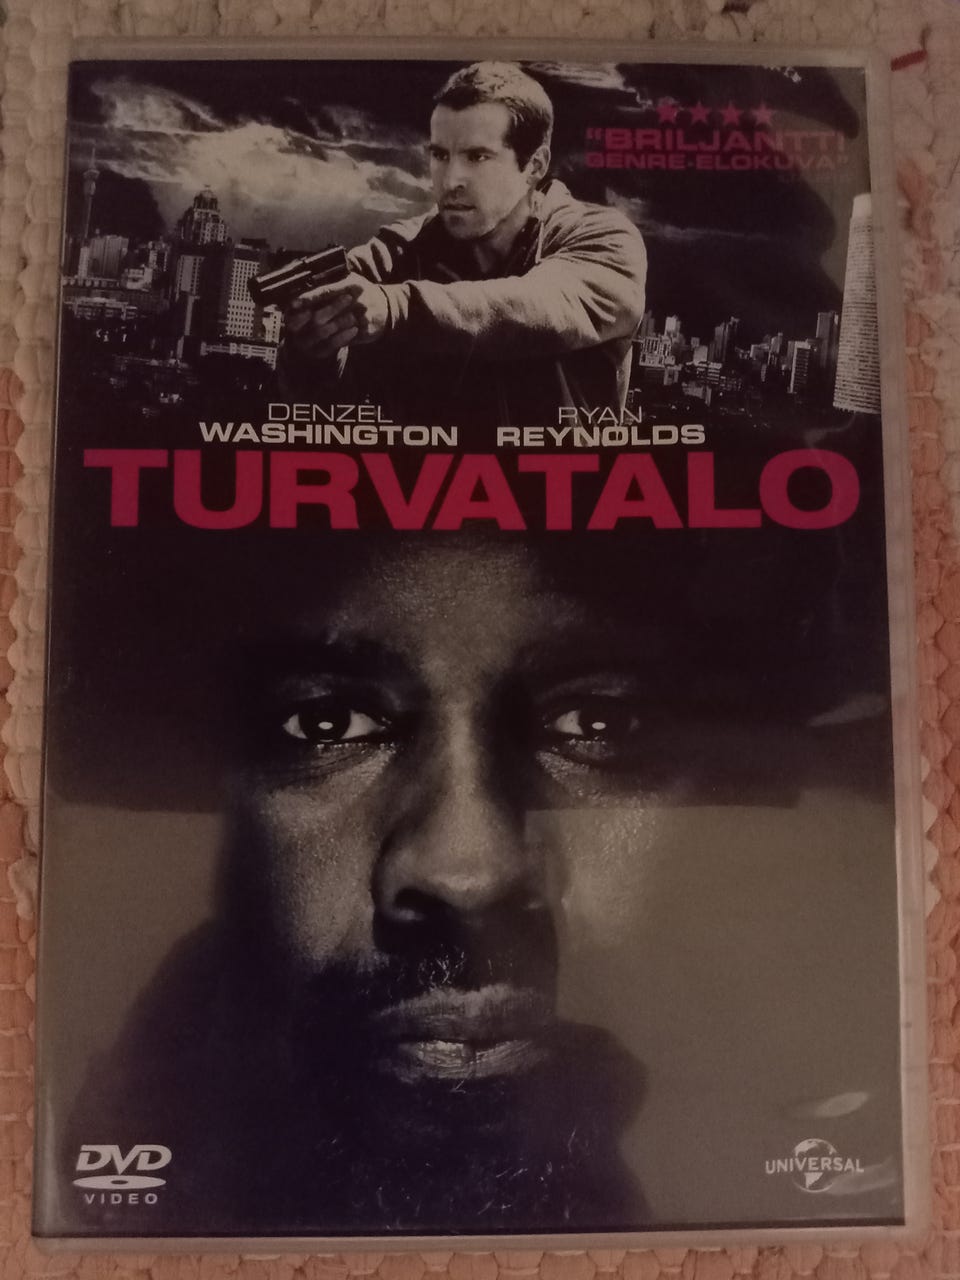 ★★★★
"BRILJANTTI
GENRE-ELOKUVA"
DENZEL
WASHINGTON
RYAN
REYNOLDS
TURVATALO
DVD
VIDEO
UNIVERSAL